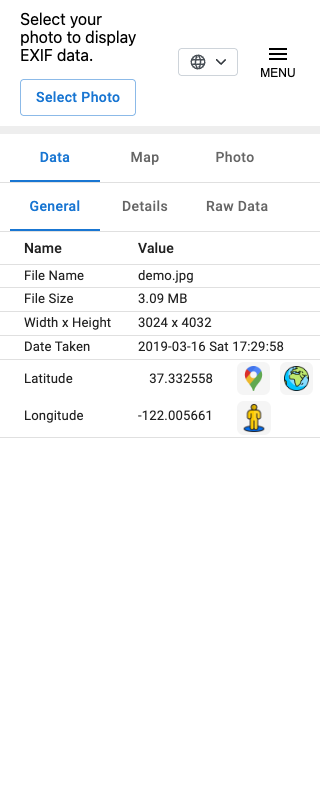 Select your
photo to display
EXIF data.
Select Photo
MENU
Data Map Photo
General Details Raw Data
Name Value
File Name demo.jpg
File Size 3.09 MB
Width x Height 3024 x 4032
Date Taken 2019-03-16 Sat 17:29:58
Latitude 37.332558
Longitude -122.005661